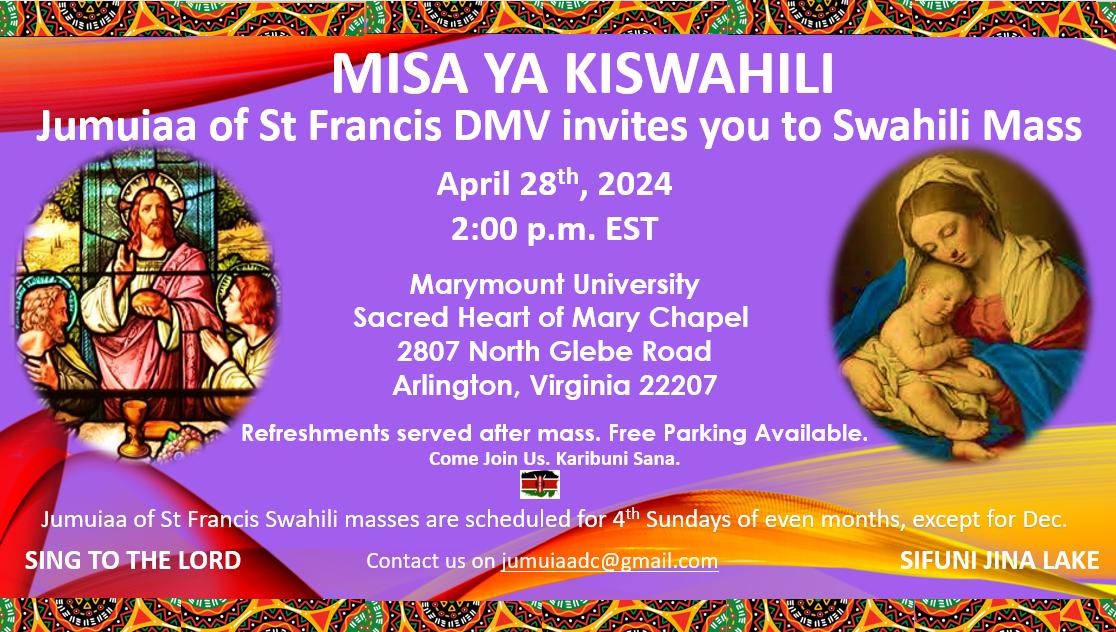 MISA YA KISWAHILI
Jumuiaa of St Francis DMV invites you to Swahili Mass
April 28th, 2024
2:00 p.m. EST
Marymount University
Sacred Heart of Mary Chapel
2807 North Glebe Road
Arlington, Virginia 22207
Refreshments served after mass. Free Parking Available.
Come Join Us. Karibuni Sana.
Jumuiaa of St Francis Swahili masses are scheduled for 4th Sundays of even months, except for Dec.
SING TO THE LORD
Contact us on jumuiaadc@gmail.com
SIFUNI JINA LAKE